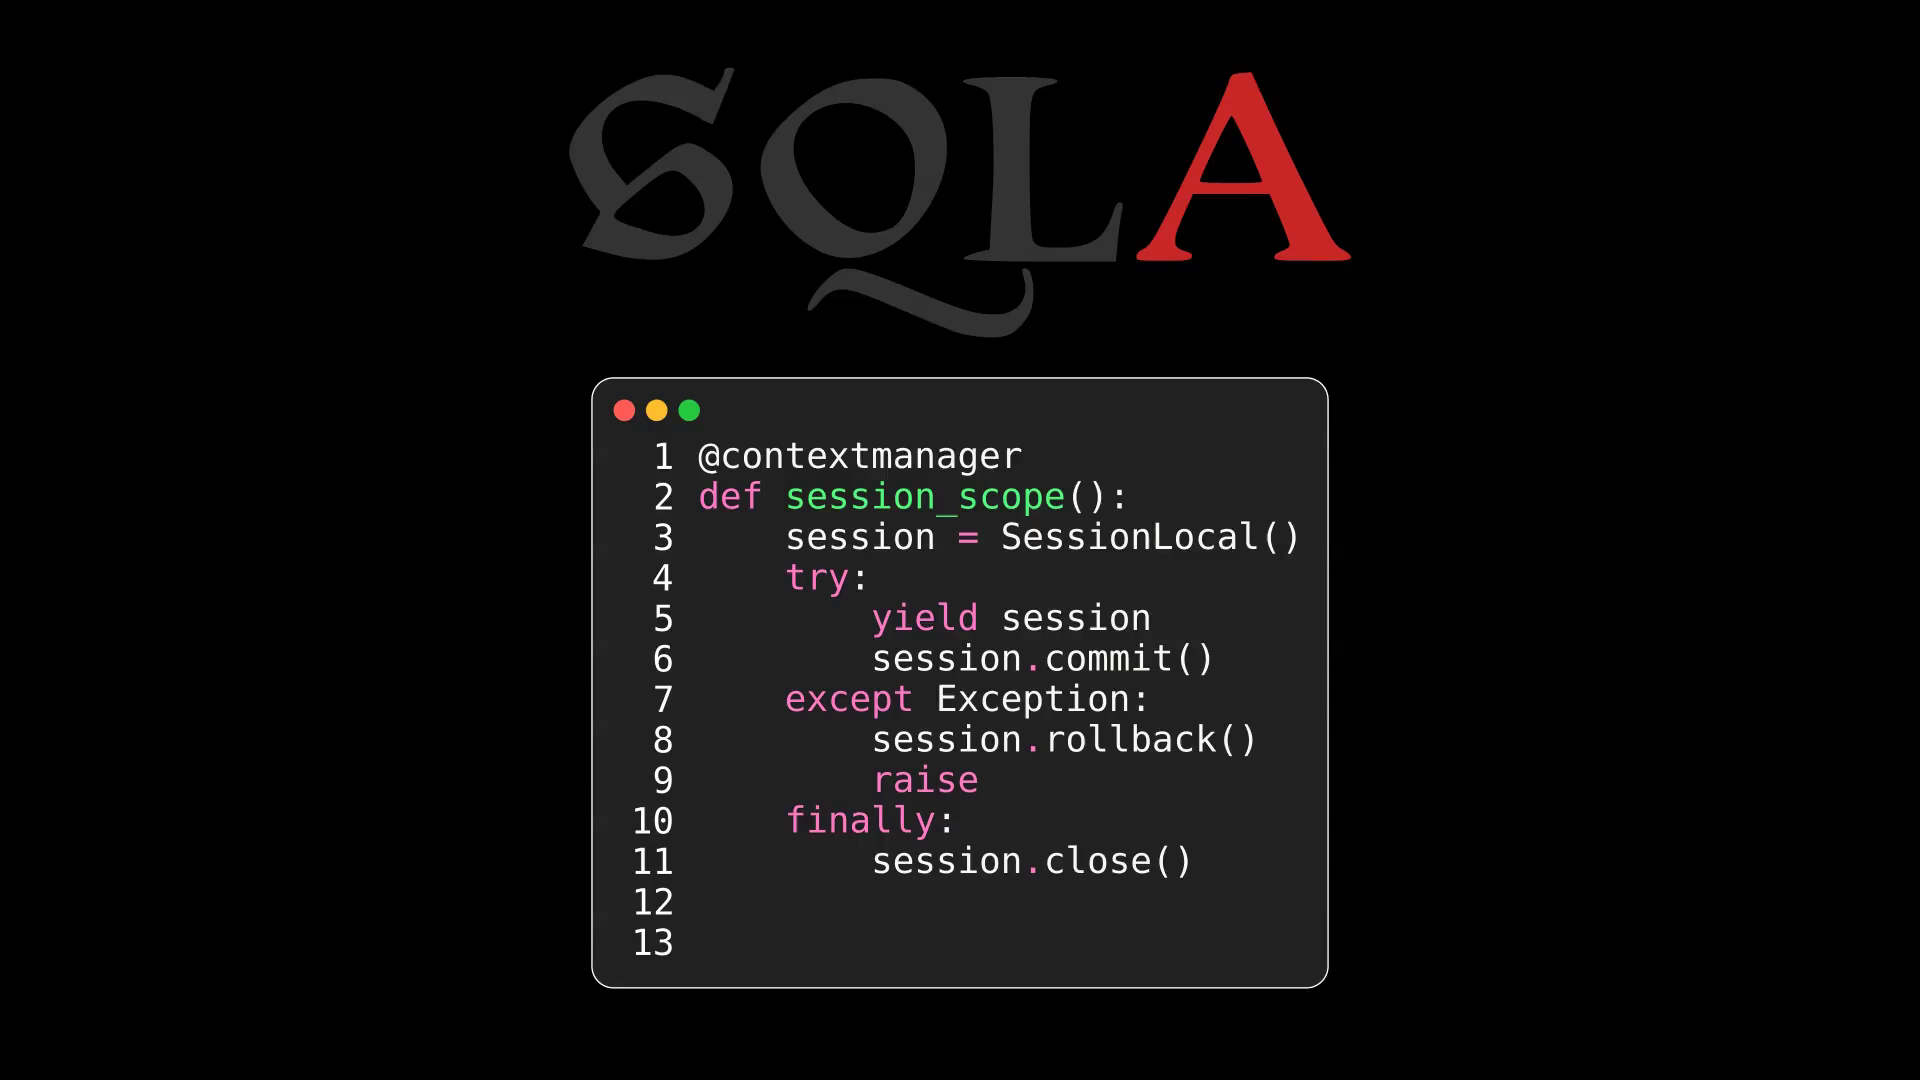 SQLA
1 @contextmanager
2 def session_scope():
3     session = SessionLocal()
4     try:
5         yield session
6         session.commit()
7     except Exception:
8         session.rollback()
9         raise
10     finally:
11         session.close()
12
13